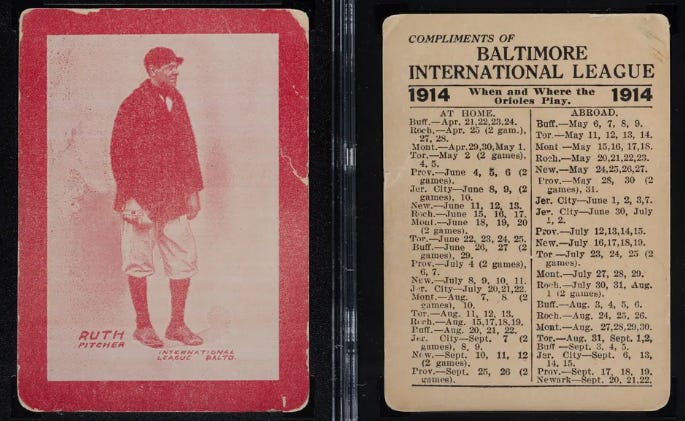 RUTH
PITCHER
INTERNATIONAL
LEAGUE BALTO.
COMPLIMENTS OF
BALTIMORE
INTERNATIONAL LEAGUE
1914 When and Where the Orioles Play. 1914
AT HOME.
Buff.—Apr. 21,22,23,24.
Roch.—Apr. 25 (2 gam.),
27, 28.
Mont.—Apr.29,30,May 1.
Tor.—May 2 (2 games),
4, 5.
Prov.—June 4, 5, 6 (2
games).
Jer. City—June 8, 9, (2
games), 10.
New.—June 11, 12, 13.
Roch.—June 15, 16, 17.
Mont.—June 18, 19, 20
(2 games).
Tor.—June 22, 23, 24, 25.
Buff.—June 26, 27 (2
games), 29.
Prov.—July 4 (2 games),
6, 7.
New.—July 8, 9, 10, 11.
Jer. City—July 20,21,22.
Mont.—Aug. 7, 8 (2
games), 10.
Tor.—Aug. 11, 12, 13.
Roch.—Aug. 15,17,18,19.
Buff.—Aug. 20, 21, 22.
Jer. City—Sept. 7 (2
games), 8, 9.
New.—Sept. 10, 11, 12
(2 games).
Prov.—Sept. 25, 26 (2
games).
ABROAD.
Buff.—May 6, 7, 8, 9.
Tor.—May 11, 12, 13, 14.
Mont —May 15,16,17,18.
Roch.—May 20,21,22,23.
New.—May 24,25,26,27.
Prov.—May 28, 30 (2
games), 31.
Jer. City—June 1, 2, 3,7.
Jer. City—June 30, July
1, 2.
Prov.—July 12,13,14,15.
New.—July 16,17,18,19.
Tor —July 23, 24, 25 (2
games).
Mont.—July 27, 28, 29.
Roch.—July 30, 31, Aug.
1 (2 games).
Buff.—Aug. 3, 4, 5, 6.
Roch.—Aug. 24, 25, 26.
Mont.—Aug. 27,28,29,30.
Tor.—Aug. 31, Sept. 1,2,
Buff —Sept. 3, 4, 5.
Jer. City—Sept. 6, 13,
14, 15.
Prov.—Sept. 17, 18, 19.
Newark—Sept. 20, 21,22.